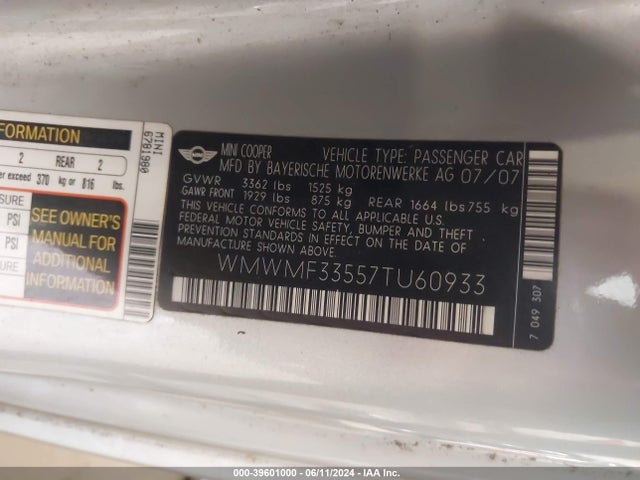 FORMATION
2 REAR 2
er exceed 370 kg or 816 lbs.
SURE
PSI
PSI
SEE OWNER'S
MANUAL FOR
ADDITIONAL
INFORMATION
MINI
6781980
MINI COOPER VEHICLE TYPE: PASSENGER CAR
MFD BY BAYERISCHE MOTORENWERKE AG 07/07
GVWR 3362 lbs 1525 kg
GAWR FRONT 1929 lbs 875 kg REAR 1664 lbs 755 kg
THIS VEHICLE CONFORMS TO ALL APPLICABLE U.S.
FEDERAL MOTOR VEHICLE SAFETY, BUMPER AND THEFT
PREVENTION STANDARDS IN EFFECT ON THE DATE OF
MANUFACTURE SHOWN ABOVE.
WMWMF33557TU60933
7 049 307
000-39601000 - 06/11/2024 - IAA Inc.